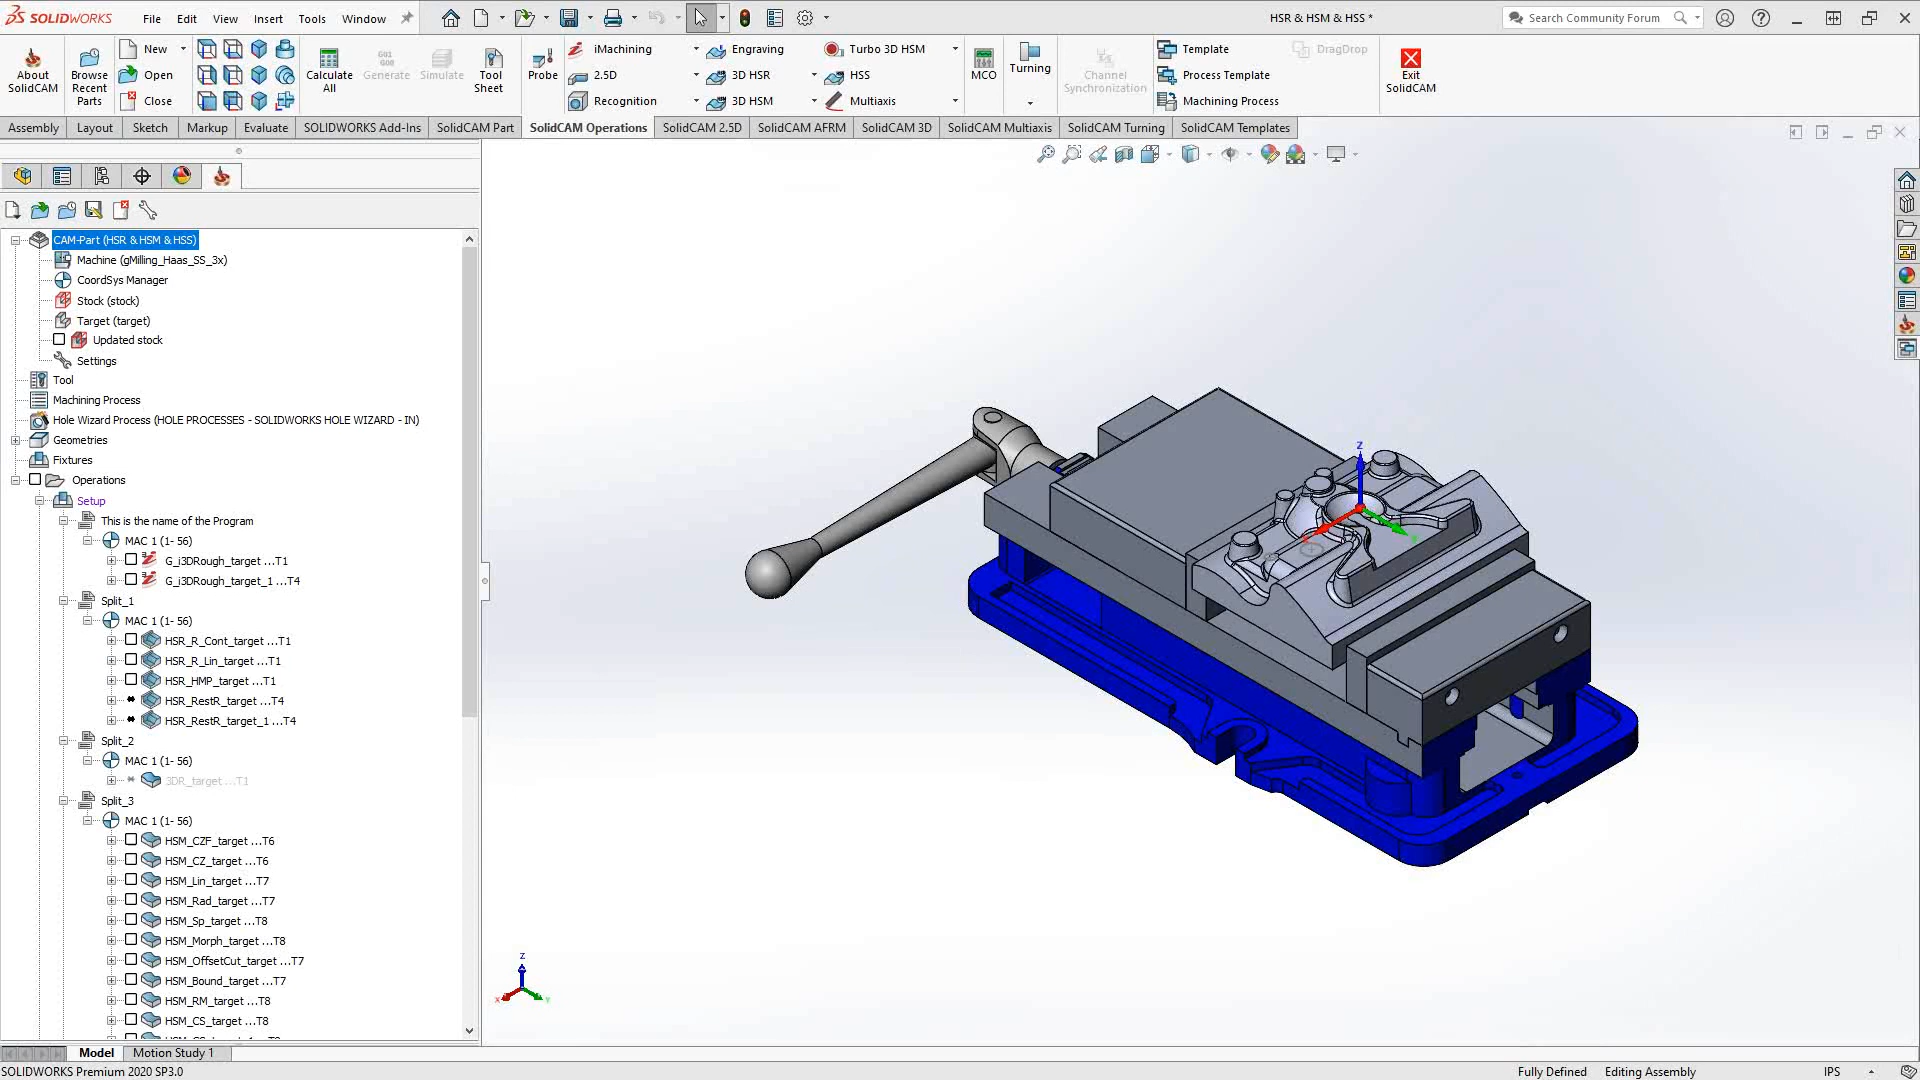 SOLIDWORKS File Edit View Insert Tools Window HSR & HSM & HSS * Search Community Forum
About SolidCAM
Browse Recent Parts
New
Open
Close
Calculate All
G01 G00 Generate
Simulate
Tool Sheet
Probe
iMachining
2.5D
Recognition
Engraving
3D HSR
3D HSM
Turbo 3D HSM
HSS
Multiaxis
MCO
Turning
Channel Synchronization
Template
Process Template
Machining Process
DragDrop
Exit SolidCAM
Assembly Layout Sketch Markup Evaluate SOLIDWORKS Add-Ins SolidCAM Part SolidCAM Operations SolidCAM 2.5D SolidCAM AFRM SolidCAM 3D SolidCAM Multiaxis SolidCAM Turning SolidCAM Templates
CAM-Part (HSR & HSM & HSS)
Machine (gMilling_Haas_SS_3x)
CoordSys Manager
Stock (stock)
Target (target)
Updated stock
Settings
Tool
Machining Process
Hole Wizard Process (HOLE PROCESSES - SOLIDWORKS HOLE WIZARD - IN)
Geometries
Fixtures
Operations
Setup
This is the name of the Program
MAC 1 (1- 56)
G_i3DRough_target ...T1
G_i3DRough_target_1 ...T4
Split_1
MAC 1 (1- 56)
HSR_R_Cont_target ...T1
HSR_R_Lin_target ...T1
HSR_HMP_target ...T1
HSR_RestR_target ...T4
HSR_RestR_target_1 ...T4
Split_2
MAC 1 (1- 56)
3DR_target ...T1
Split_3
MAC 1 (1- 56)
HSM_CZF_target ...T6
HSM_CZ_target ...T6
HSM_Lin_target ...T7
HSM_Rad_target ...T7
HSM_Sp_target ...T8
HSM_Morph_target ...T8
HSM_OffsetCut_target ...T7
HSM_Bound_target ...T7
HSM_RM_target ...T8
HSM_CS_target ...T8
Z
Z
X
Y
Model Motion Study 1
SOLIDWORKS Premium 2020 SP3.0 Fully Defined Editing Assembly IPS